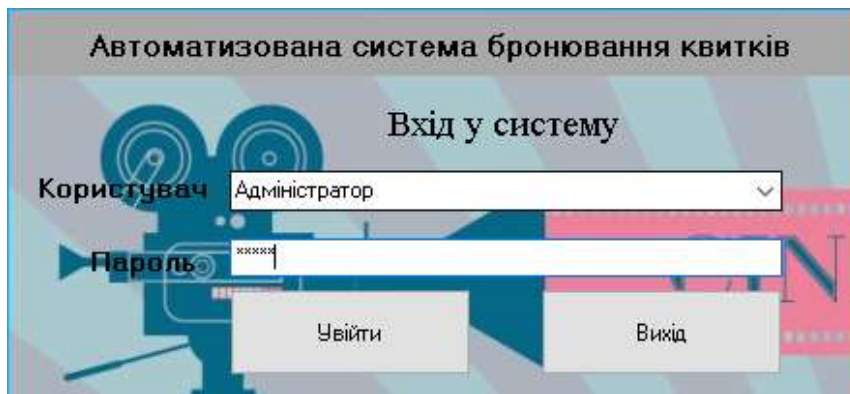 Автоматизована система бронювання квитків
Вхід у систему
Користувач Адміністратор
Пароль *****
Увійти Вихід